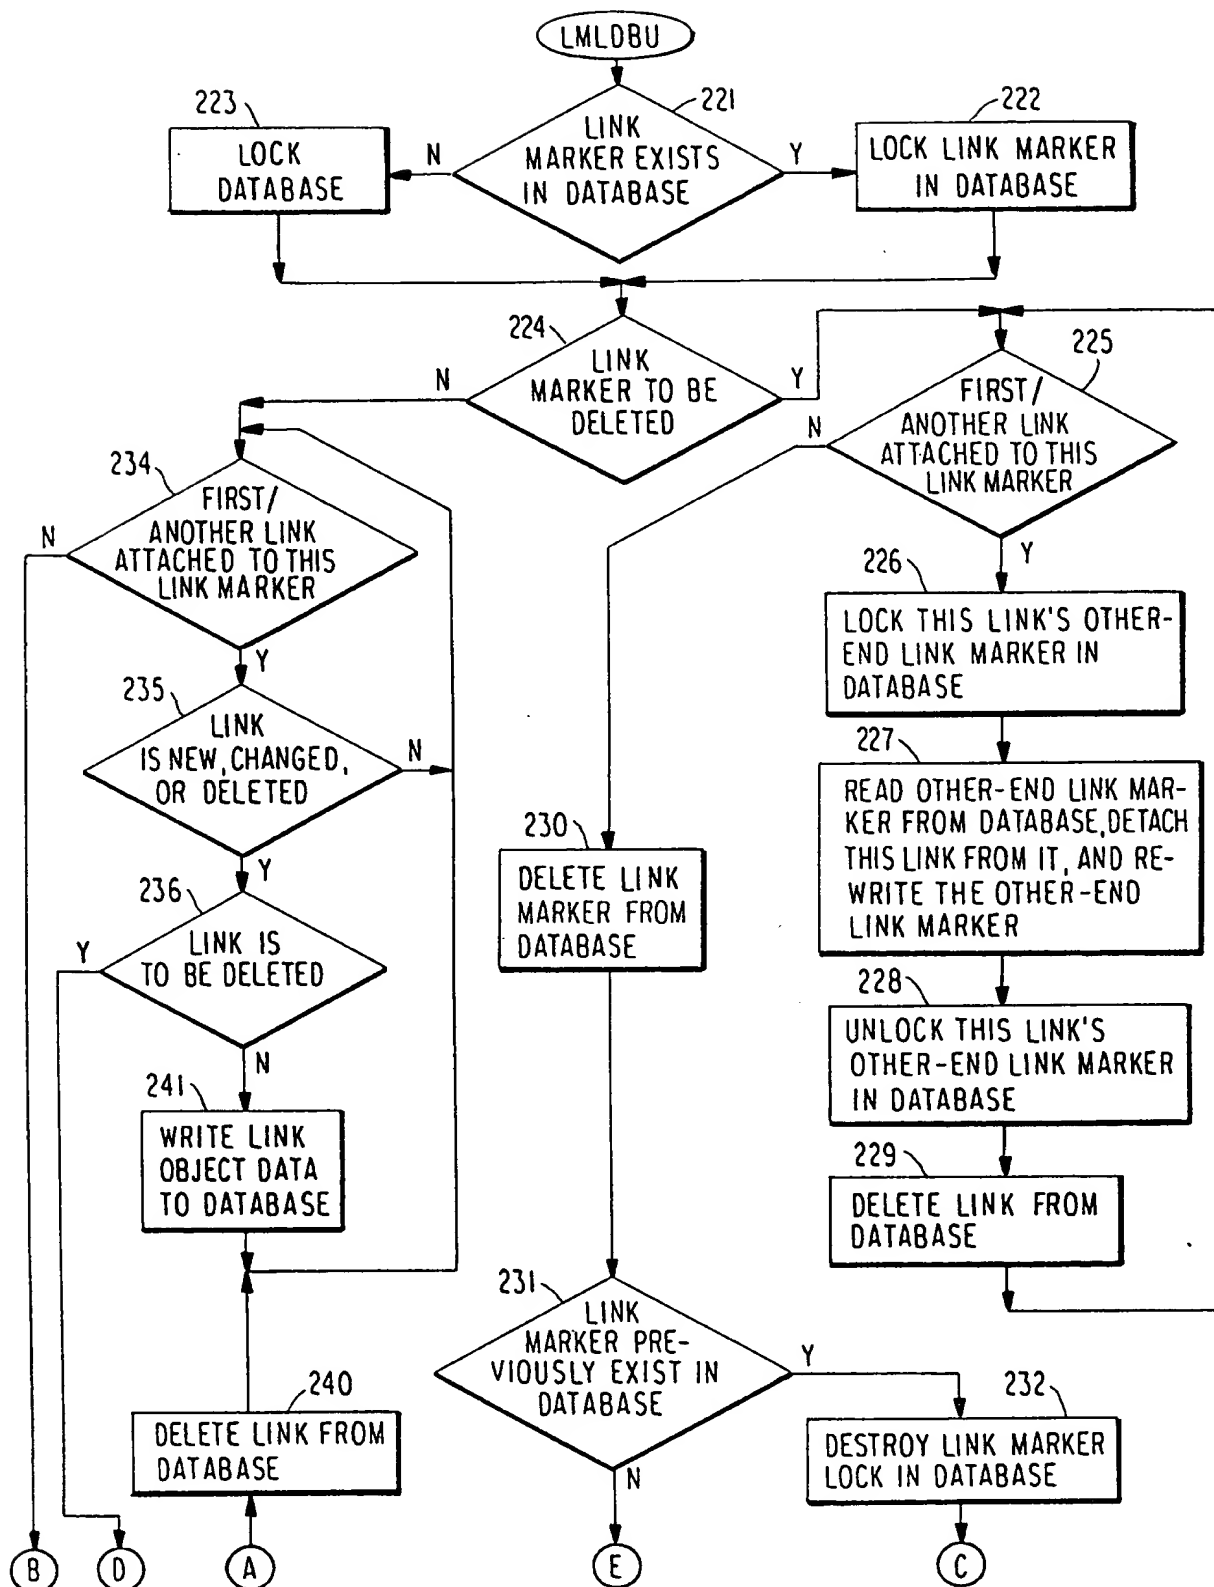 LMLDBU
221
LINK
MARKER EXISTS
IN DATABASE
N
Y
223
LOCK
DATABASE
222
LOCK LINK MARKER
IN DATABASE
224
LINK
MARKER TO BE
DELETED
N
Y
225
FIRST/
ANOTHER LINK
ATTACHED TO THIS
LINK MARKER
N
Y
234
FIRST/
ANOTHER LINK
ATTACHED TO THIS
LINK MARKER
N
Y
226
LOCK THIS LINK'S OTHER-
END LINK MARKER IN
DATABASE
235
LINK
IS NEW, CHANGED,
OR DELETED
N
Y
227
READ OTHER-END LINK MAR-
KER FROM DATABASE, DETACH
THIS LINK FROM IT, AND RE-
WRITE THE OTHER-END
LINK MARKER
230
DELETE LINK
MARKER FROM
DATABASE
236
LINK IS
TO BE DELETED
Y
N
228
UNLOCK THIS LINK'S
OTHER-END LINK MARKER
IN DATABASE
241
WRITE LINK
OBJECT DATA
TO DATABASE
229
DELETE LINK FROM
DATABASE
231
LINK
MARKER PRE-
VIOUSLY EXIST IN
DATABASE
Y
N
240
DELETE LINK FROM
DATABASE
232
DESTROY LINK MARKER
LOCK IN DATABASE
B
D
A
E
C